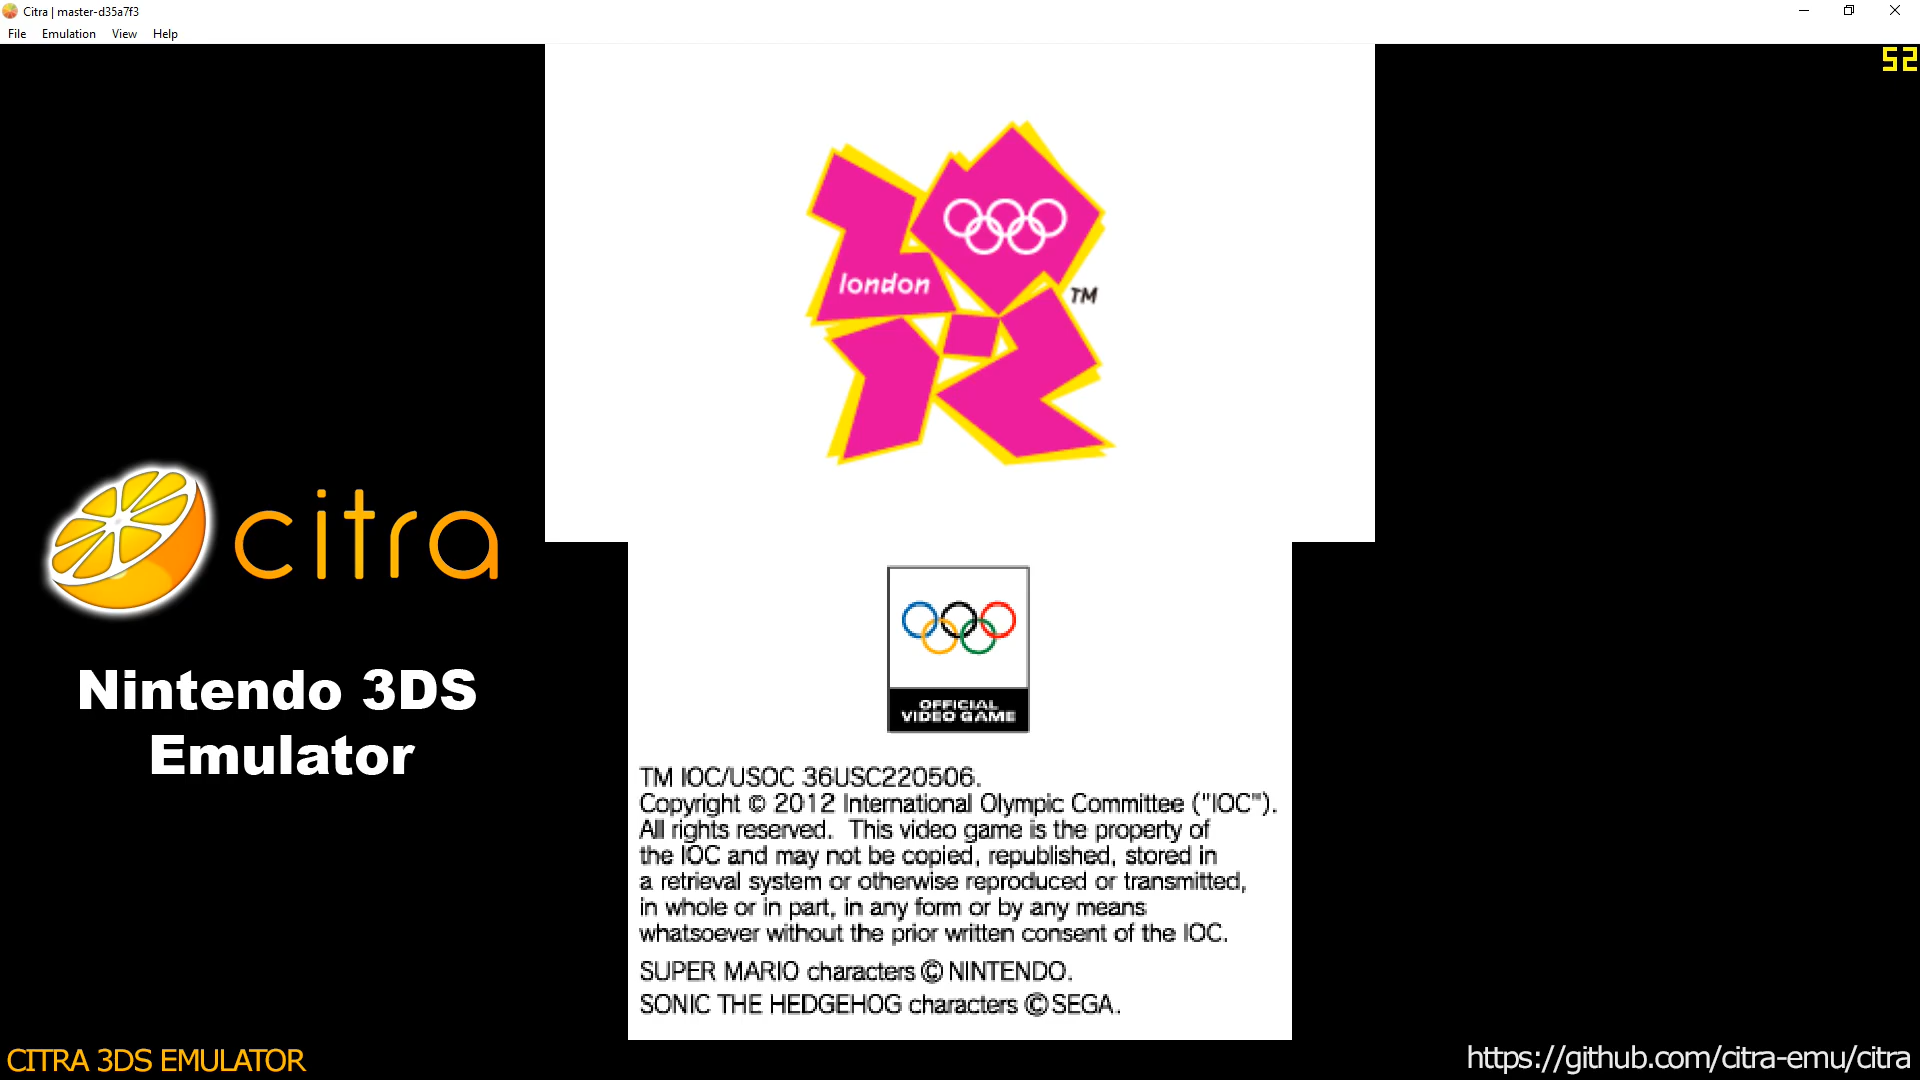 Citra | master-d35a7f3
File Emulation View Help
52
london
TM
citra
Nintendo 3DS
Emulator
OFFICIAL
VIDEO GAME
TM IOC/USOC 36USC220506.
Copyright © 2012 International Olympic Committee ("IOC").
All rights reserved. This video game is the property of
the IOC and may not be copied, republished, stored in
a retrieval system or otherwise reproduced or transmitted,
in whole or in part, in any form or by any means
whatsoever without the prior written consent of the IOC.
SUPER MARIO characters © NINTENDO.
SONIC THE HEDGEHOG characters © SEGA.
CITRA 3DS EMULATOR
https://github.com/citra-emu/citra